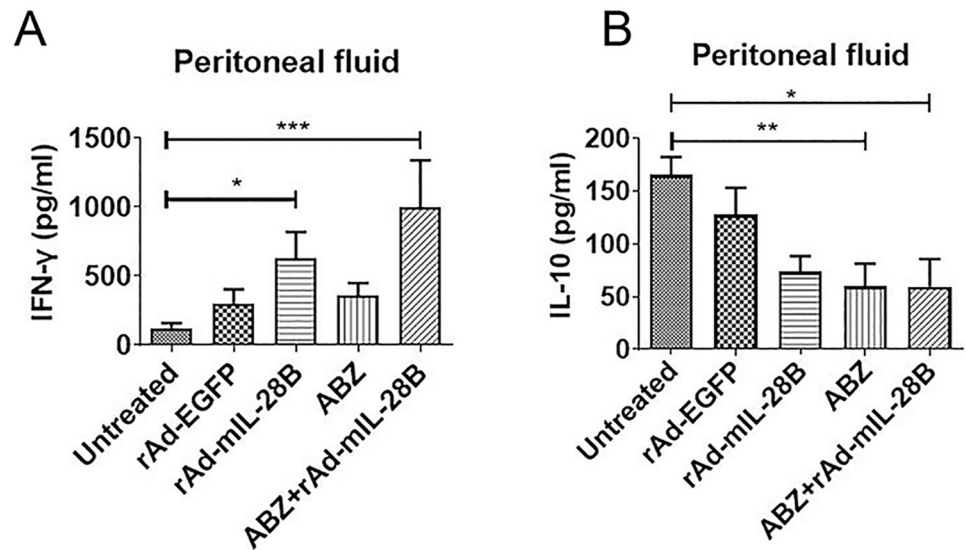 A
Peritoneal fluid
***
*
IFN-γ (pg/ml)
1500
1000
500
0
Untreated
rAd-EGFP
rAd-mIL-28B
ABZ
ABZ+rAd-mIL-28B
B
Peritoneal fluid
*
**
IL-10 (pg/ml)
200
150
100
50
0
Untreated
rAd-EGFP
rAd-mIL-28B
ABZ
ABZ+rAd-mIL-28B